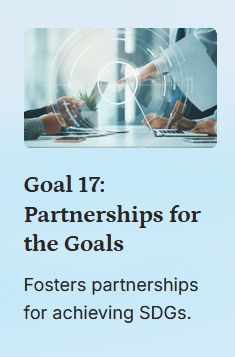 Goal 17:
Partnerships for
the Goals
Fosters partnerships
for achieving SDGs.